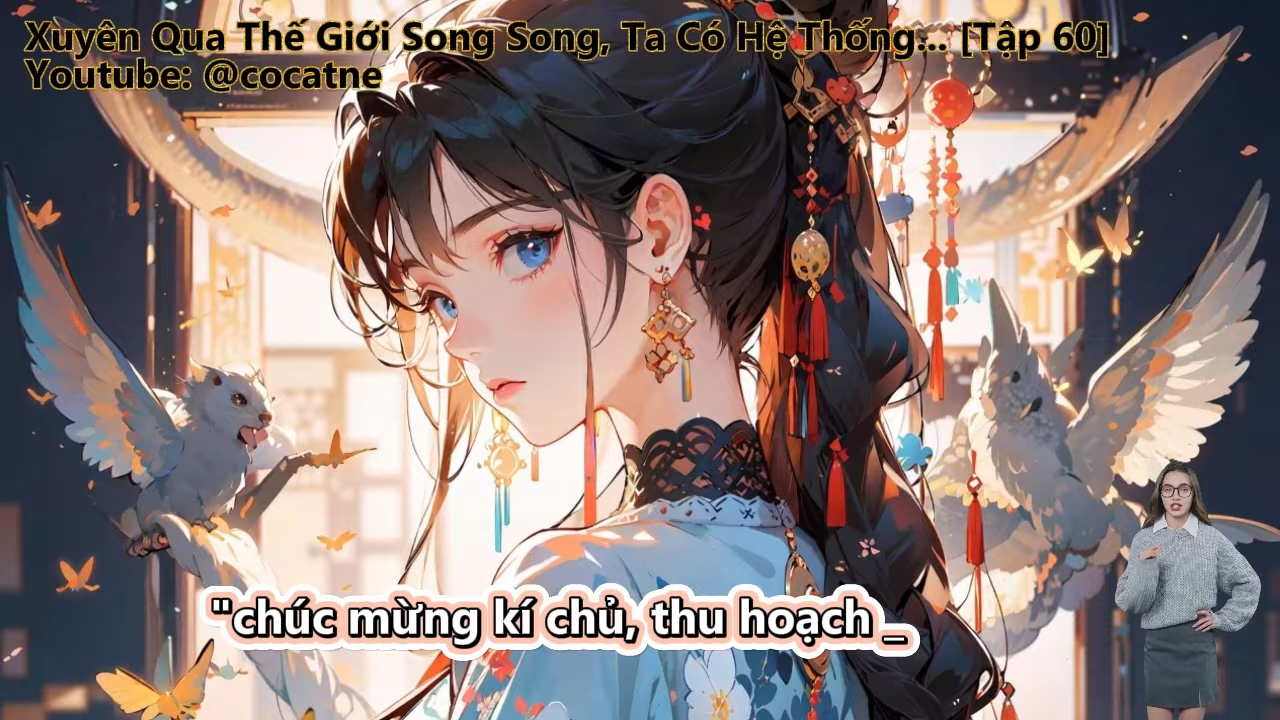 Xuyên Qua Thế Giới Song Song, Ta Có Hệ Thống... [Tập 60]
Youtube: @cocatne
"chúc mừng kí chủ, thu hoạch _